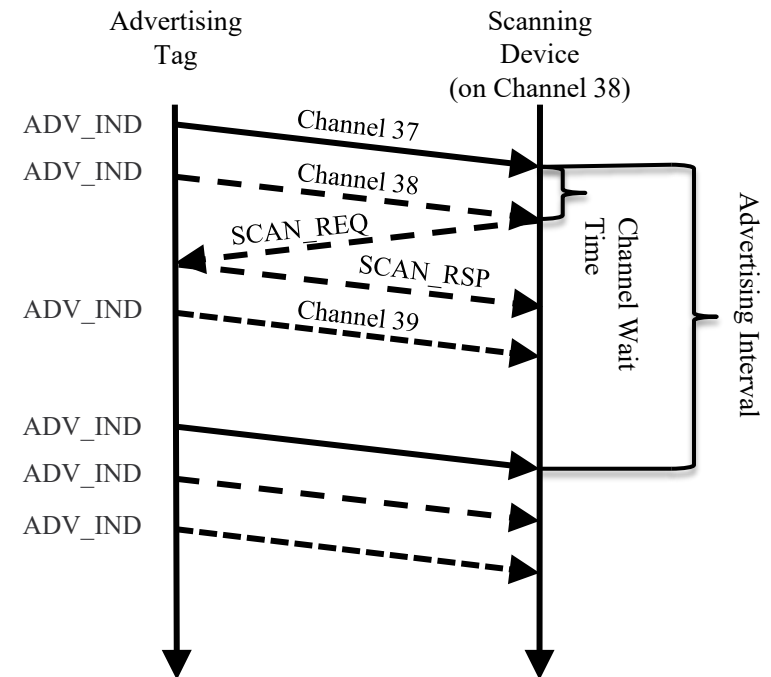 Advertising
Tag
Scanning
Device
(on Channel 38)
ADV_IND
Channel 37
ADV_IND
Channel 38
SCAN_REQ
SCAN_RSP
ADV_IND
Channel 39
Channel Wait
Time
Advertising Interval
ADV_IND
ADV_IND
ADV_IND